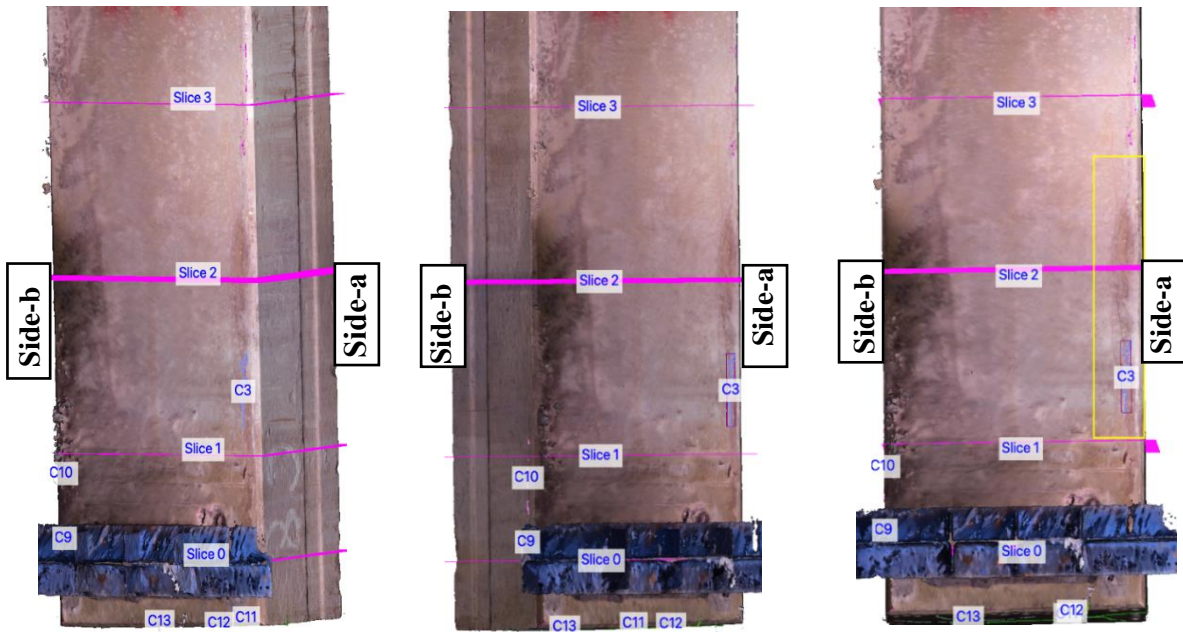 Slice 3
Slice 2
Side-b
Side-a
C3
Slice 1
C10
C9
Slice 0
C13
C12
C11
Slice 3
Slice 2
Side-b
Side-a
C3
Slice 1
C10
C9
Slice 0
C13
C11
C12
Slice 3
Slice 2
Side-b
Side-a
C3
Slice 1
C10
C9
Slice 0
C13
C12